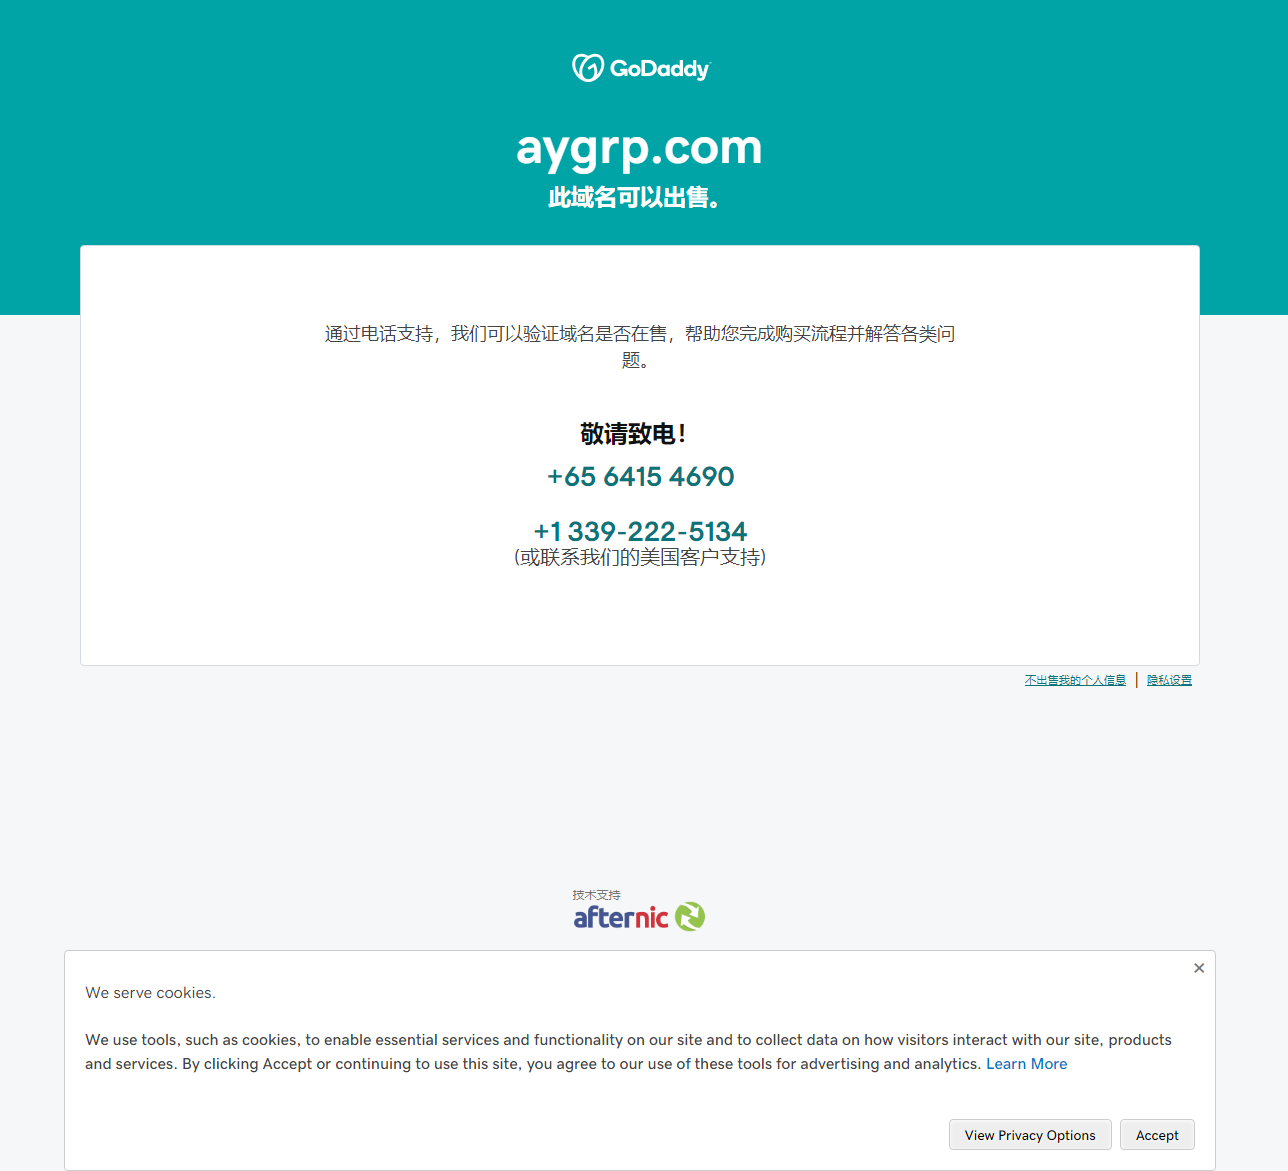 GoDaddy
aygrp.com
此域名可以出售。
通过电话支持，我们可以验证域名是否在售，帮助您完成购买流程并解答各类问
题。
敬请致电！
+65 6415 4690
+1 339-222-5134
(或联系我们的美国客户支持)
不出售我的个人信息 | 隐私设置
技术支持
afternic
We serve cookies.
We use tools, such as cookies, to enable essential services and functionality on our site and to collect data on how visitors interact with our site, products
and services. By clicking Accept or continuing to use this site, you agree to our use of these tools for advertising and analytics. Learn More
View Privacy Options Accept